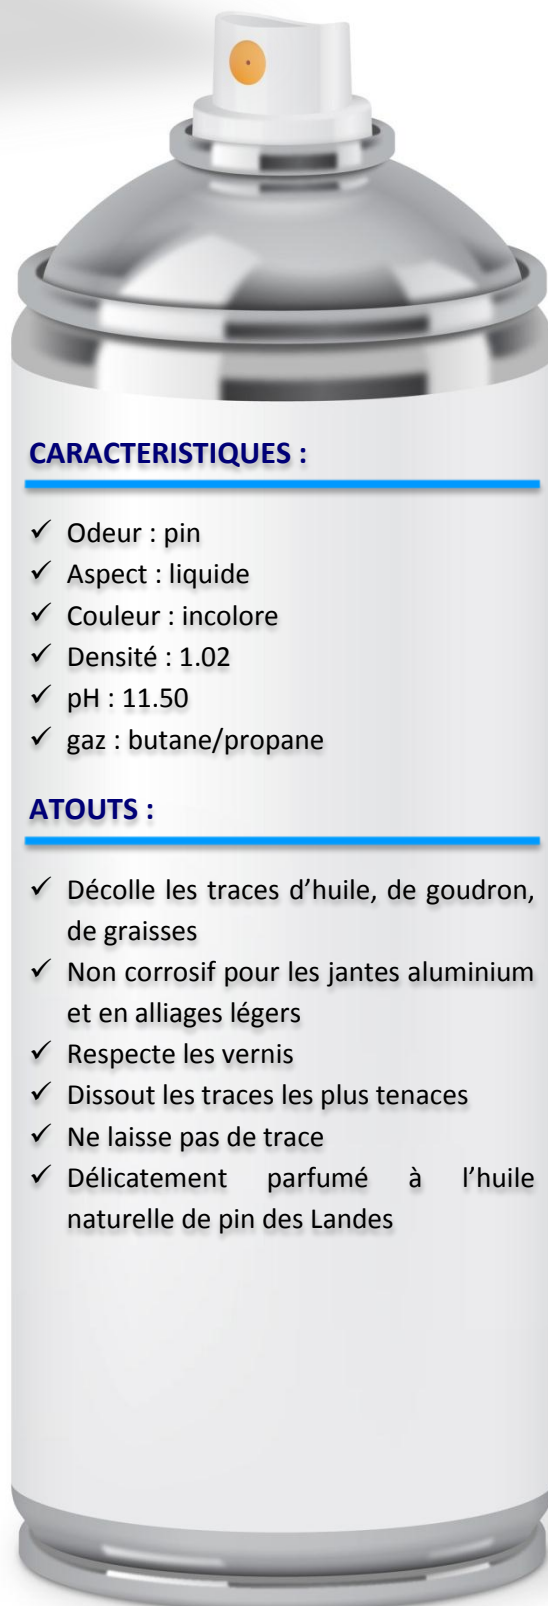 CARACTERISTIQUES :
✓ Odeur : pin
✓ Aspect : liquide
✓ Couleur : incolore
✓ Densité : 1.02
✓ pH : 11.50
✓ gaz : butane/propane
ATOUTS :
✓ Décolle les traces d’huile, de goudron,
de graisses
✓ Non corrosif pour les jantes aluminium
et en alliages légers
✓ Respecte les vernis
✓ Dissout les traces les plus tenaces
✓ Ne laisse pas de trace
✓ Délicatement parfumé à l’huile
naturelle de pin des Landes